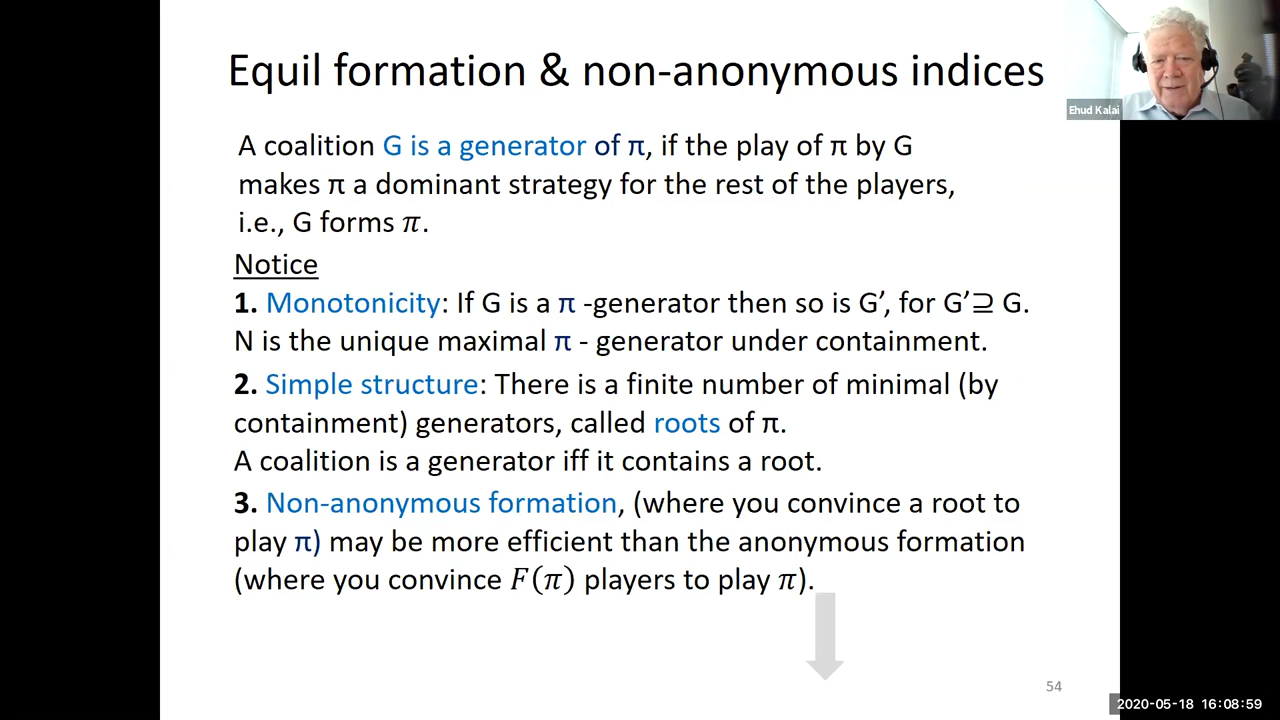 Equil formation & non-anonymous indices
Ehud Kalai
A coalition G is a generator of π, if the play of π by G
makes π a dominant strategy for the rest of the players,
i.e., G forms 𝜋.
Notice
1. Monotonicity: If G is a π -generator then so is G’, for G’⊇ G.
N is the unique maximal π - generator under containment.
2. Simple structure: There is a finite number of minimal (by
containment) generators, called roots of π.
A coalition is a generator iff it contains a root.
3. Non-anonymous formation, (where you convince a root to
play π) may be more efficient than the anonymous formation
(where you convince 𝐹(𝜋) players to play 𝜋).
54
2020-05-18 16:08:59